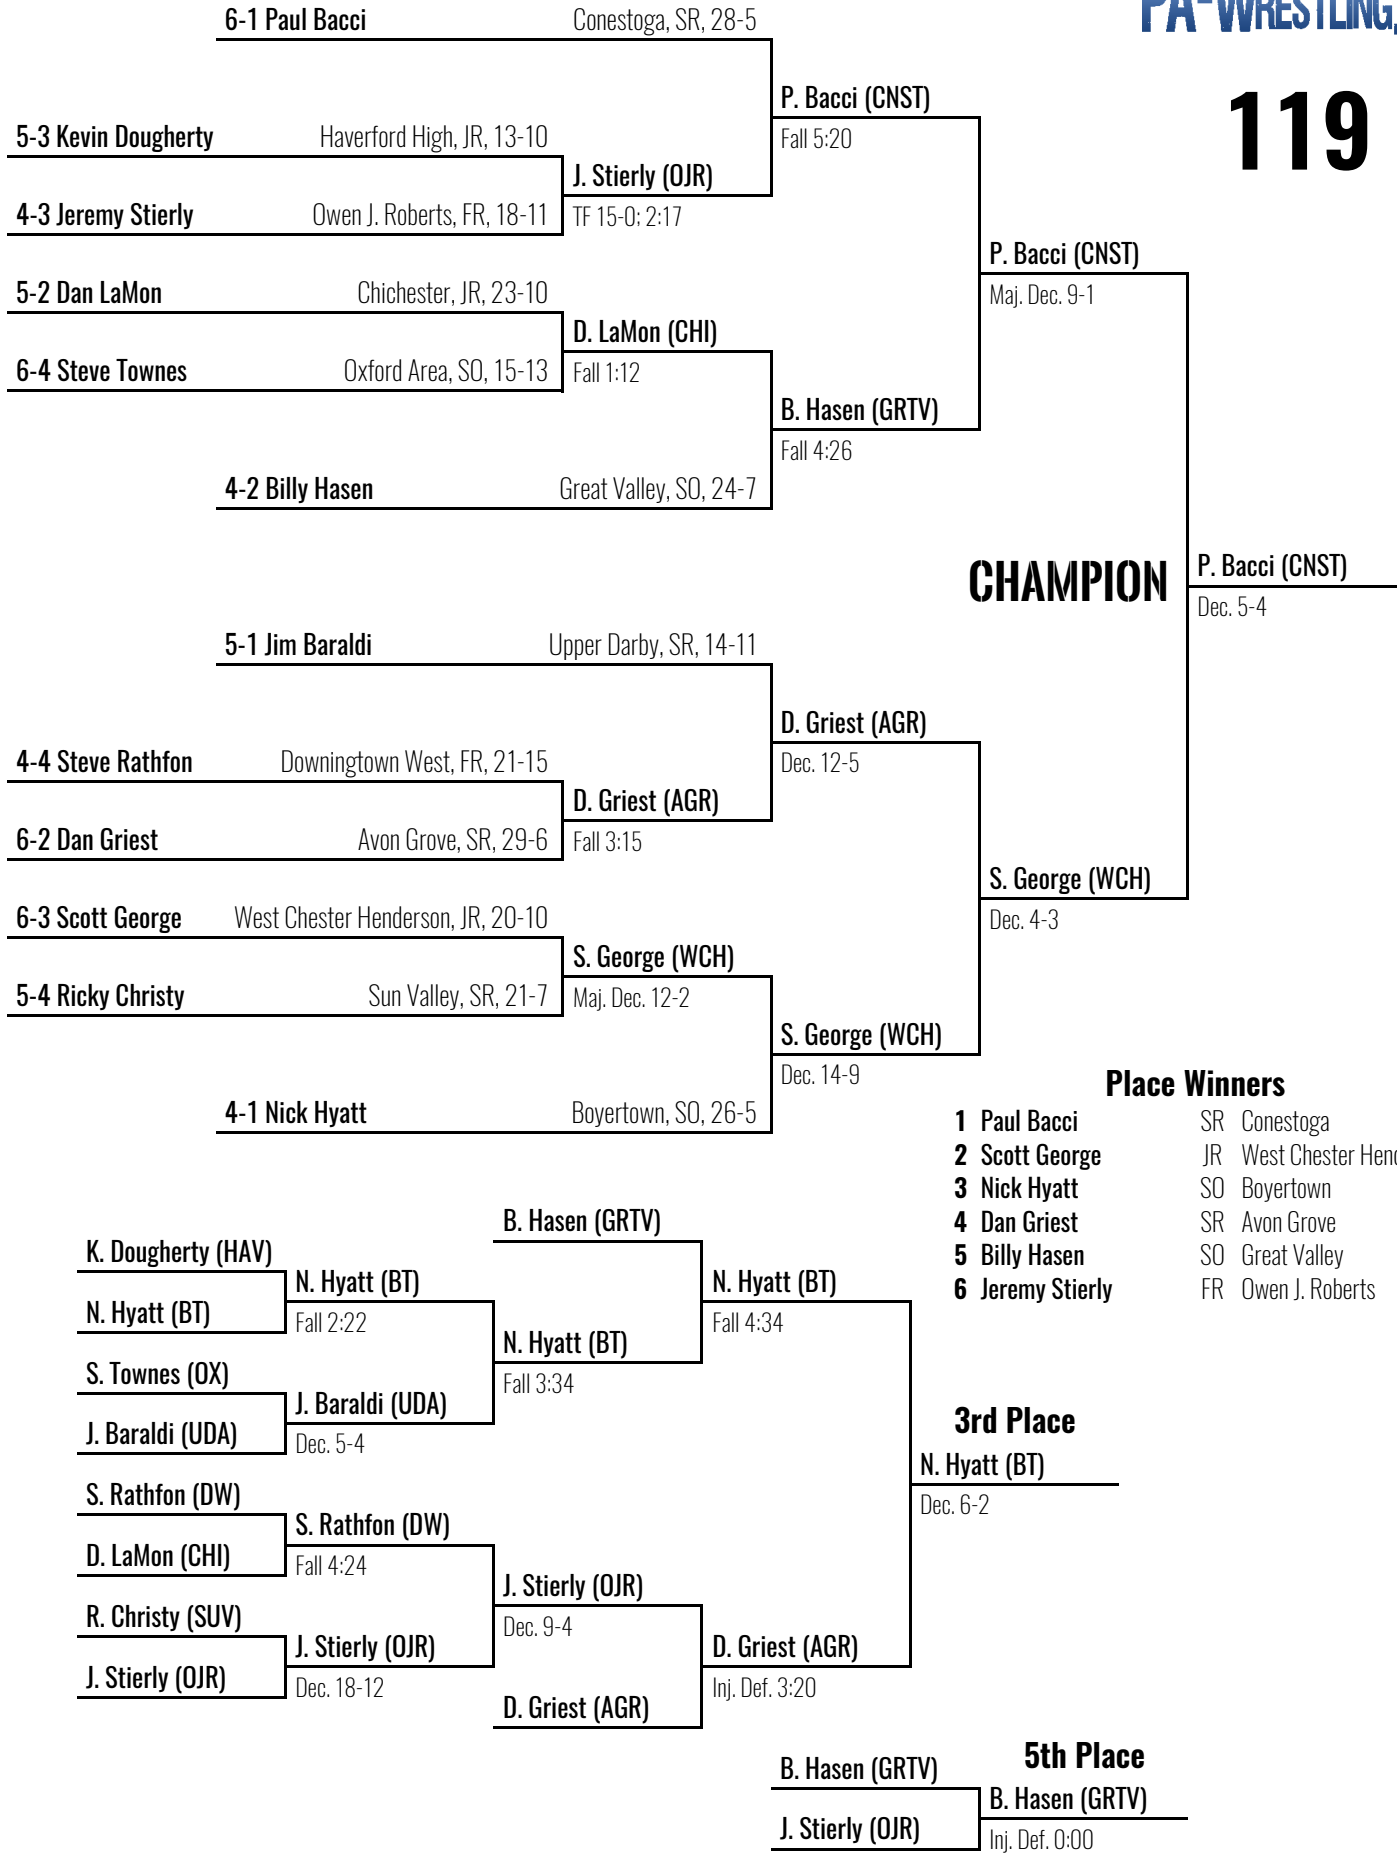 PA-WRESTLING.
119
6-1 Paul Bacci Conestoga, SR, 28-5
P. Bacci (CNST)
Fall 5:20
5-3 Kevin Dougherty Haverford High, JR, 13-10
J. Stierly (OJR)
TF 15-0; 2:17
4-3 Jeremy Stierly Owen J. Roberts, FR, 18-11
P. Bacci (CNST)
Maj. Dec. 9-1
5-2 Dan LaMon Chichester, JR, 23-10
D. LaMon (CHI)
Fall 1:12
6-4 Steve Townes Oxford Area, SO, 15-13
B. Hasen (GRTV)
Fall 4:26
4-2 Billy Hasen Great Valley, SO, 24-7
CHAMPION
P. Bacci (CNST)
Dec. 5-4
5-1 Jim Baraldi Upper Darby, SR, 14-11
D. Griest (AGR)
Dec. 12-5
4-4 Steve Rathfon Downingtown West, FR, 21-15
D. Griest (AGR)
Fall 3:15
6-2 Dan Griest Avon Grove, SR, 29-6
S. George (WCH)
Dec. 4-3
6-3 Scott George West Chester Henderson, JR, 20-10
S. George (WCH)
Maj. Dec. 12-2
5-4 Ricky Christy Sun Valley, SR, 21-7
S. George (WCH)
Dec. 14-9
4-1 Nick Hyatt Boyertown, SO, 26-5
Place Winners
1 Paul Bacci SR Conestoga
2 Scott George JR West Chester
3 Nick Hyatt SO Boyertown
4 Dan Griest SR Avon Grove
5 Billy Hasen SO Great Valley
6 Jeremy Stierly FR Owen J. Roberts
B. Hasen (GRTV)
K. Dougherty (HAV)
N. Hyatt (BT)
Fall 2:22
N. Hyatt (BT)
N. Hyatt (BT)
Fall 4:34
N. Hyatt (BT)
Fall 3:34
S. Townes (OX)
J. Baraldi (UDA)
Dec. 5-4
J. Baraldi (UDA)
3rd Place
N. Hyatt (BT)
Dec. 6-2
S. Rathfon (DW)
S. Rathfon (DW)
Fall 4:24
D. LaMon (CHI)
J. Stierly (OJR)
Dec. 9-4
R. Christy (SUV)
J. Stierly (OJR)
Dec. 18-12
J. Stierly (OJR)
D. Griest (AGR)
Inj. Def. 3:20
D. Griest (AGR)
5th Place
B. Hasen (GRTV)
B. Hasen (GRTV)
Inj. Def. 0:00
J. Stierly (OJR)